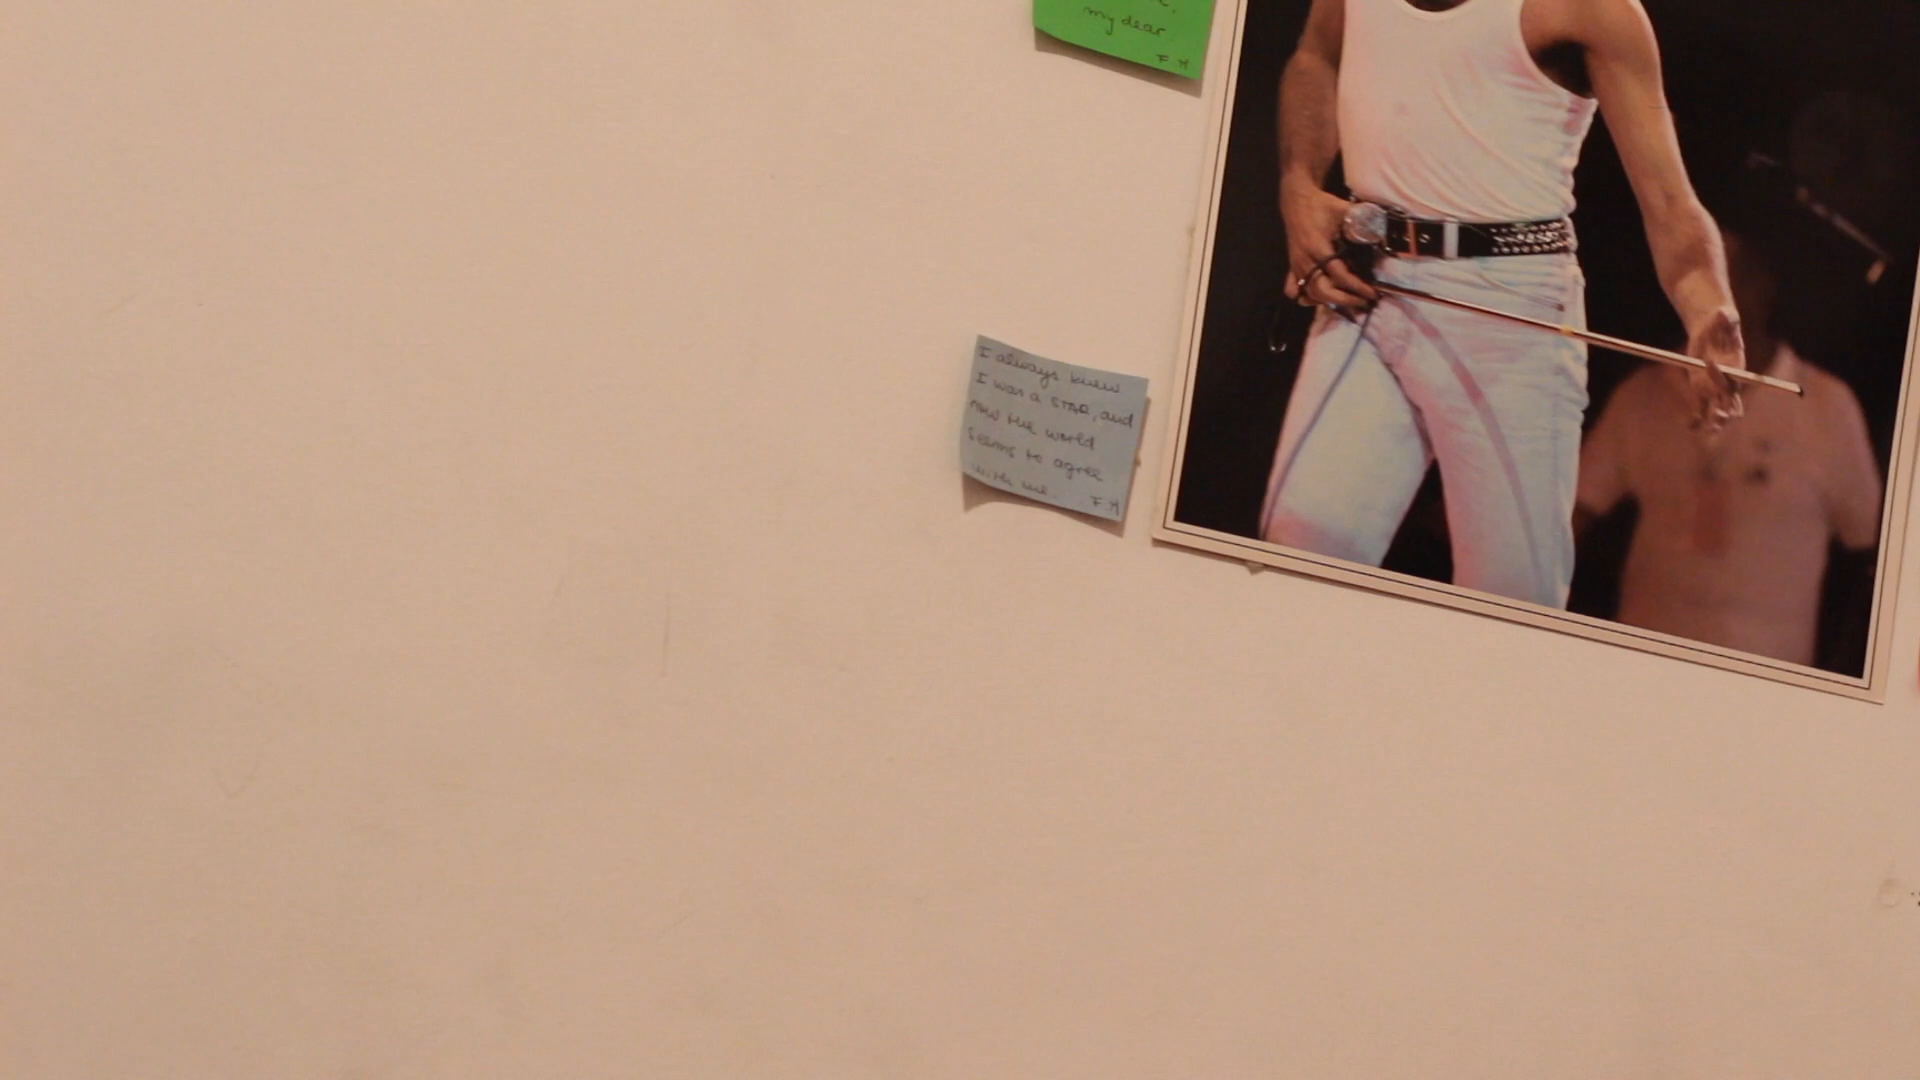 my dear
F.M
I always knew
I was a STAR, and
now the world
seems to agree
with me.
F.M